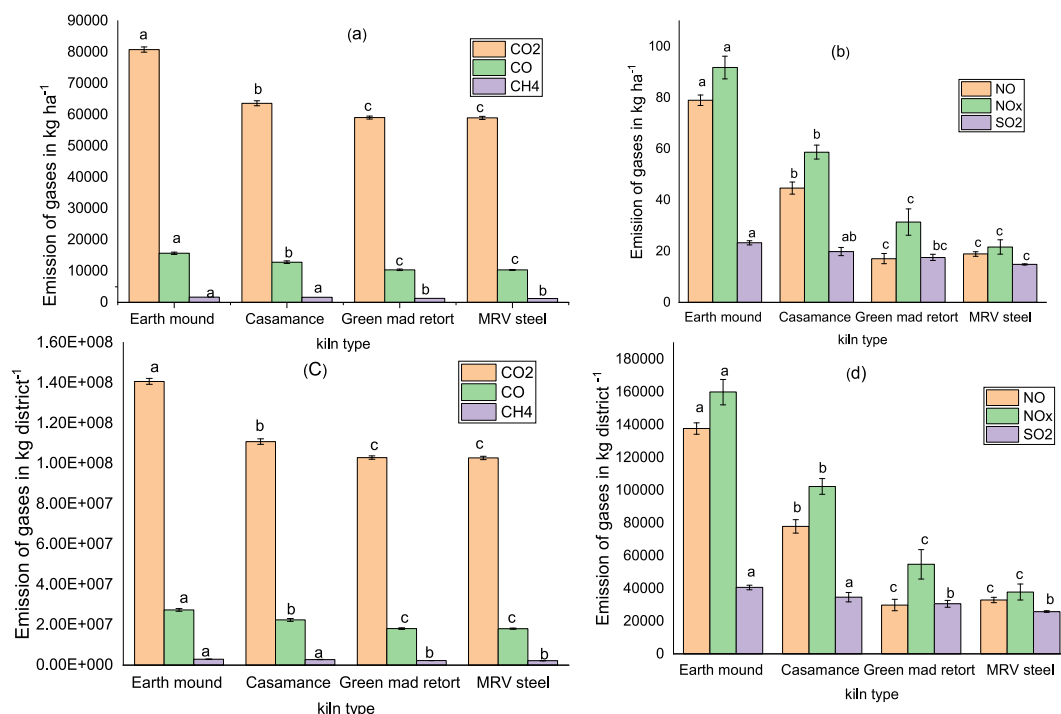 (a)
CO2
CO
CH4
Emission of gases in kg ha-1
90000
80000
70000
60000
50000
40000
30000
20000
10000
0
a
a
a
b
b
a
c
c
b
c
c
b
Earth mound Casamance Green mad retort MRV steel
kiln type
(b)
NO
NOx
SO2
Emisiion of gases in kg ha-1
100
80
60
40
20
0
a
a
a
b
b
ab
c
c
bc
c
c
c
Earth mound Casamance Green mad retort MRV steel
kiln type
(C)
CO2
CO
CH4
Emission of gases in kg district-1
1.60E+008
1.40E+008
1.20E+008
1.00E+008
8.00E+007
6.00E+007
4.00E+007
2.00E+007
0.00E+000
a
a
a
b
b
a
c
c
b
c
c
b
Earth mound Casamance Green mad retort MRV steel
kiln type
(d)
NO
NOx
SO2
Emission of gases in kg district -1
180000
160000
140000
120000
100000
80000
60000
40000
20000
0
a
a
a
b
b
a
c
c
b
c
c
b
Earth mound Casamance Green mad retort MRV steel
kiln type